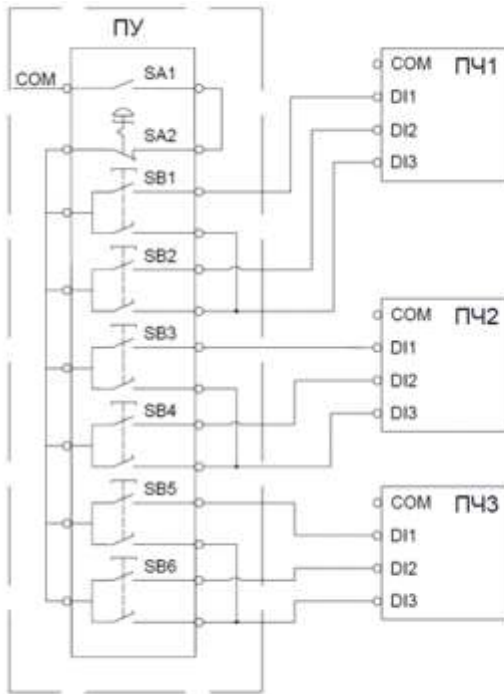 ПУ
COM
SA1
SA2
SB1
SB2
SB3
SB4
SB5
SB6
COM ПЧ1
DI1
DI2
DI3
COM ПЧ2
DI1
DI2
DI3
COM ПЧ3
DI1
DI2
DI3